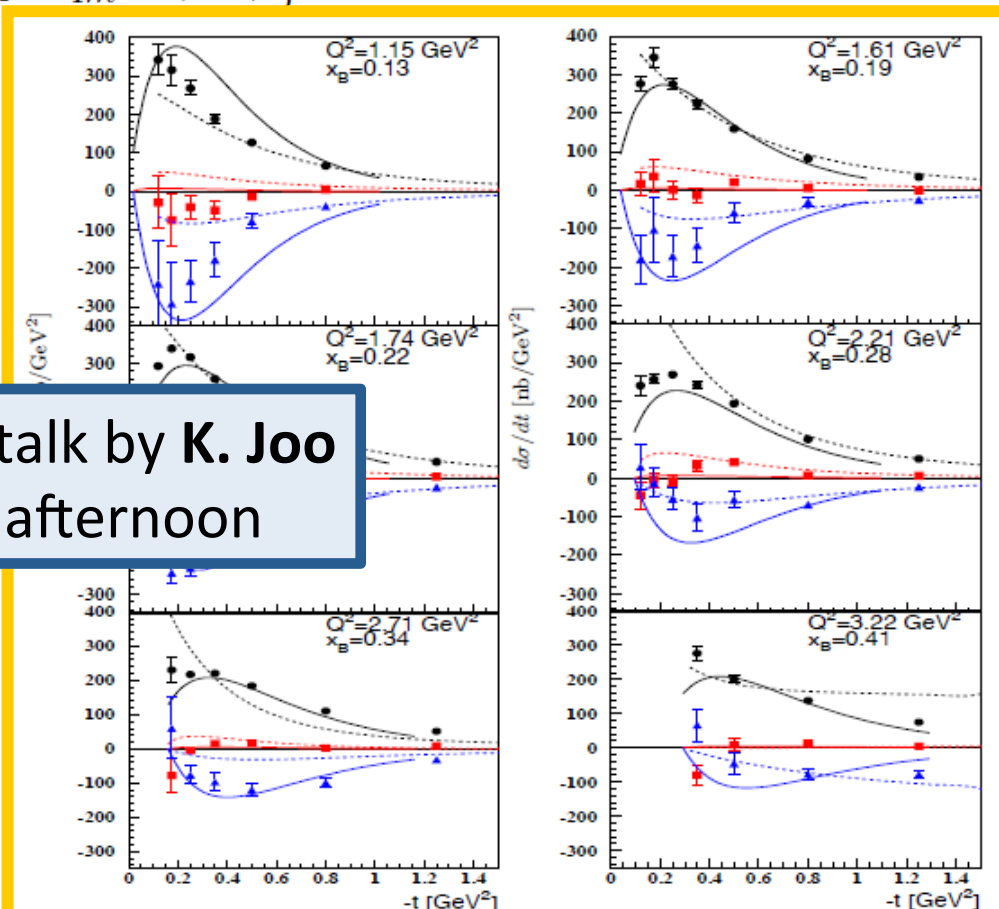 400
300
200
100
0
-100
-200
-300
Q²=1.15 GeV²
x_B=0.13
400
300
200
100
0
-100
-200
-300
Q²=1.61 GeV²
x_B=0.19
400
300
-300
Q²=1.74 GeV²
x_B=0.22
/GeV²]
talk by K. Joo
afternoon
dσ/dt [nb/GeV²]
400
300
200
100
0
-100
-200
-300
Q²=2.21 GeV²
x_B=0.28
400
300
200
100
0
-100
-200
-300
Q²=2.71 GeV²
x_B=0.34
0 0.2 0.4 0.6 0.8 1 1.2 1.4
-t [GeV²]
400
300
200
100
0
-100
-200
-300
Q²=3.22 GeV²
x_B=0.41
0 0.2 0.4 0.6 0.8 1 1.2 1.4
-t [GeV²]